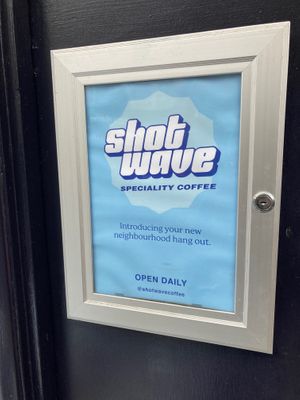 shot
wave
SPECIALITY COFFEE
Introducing your new
neighbourhood hang out.
OPEN DAILY
@shotwavecoffee